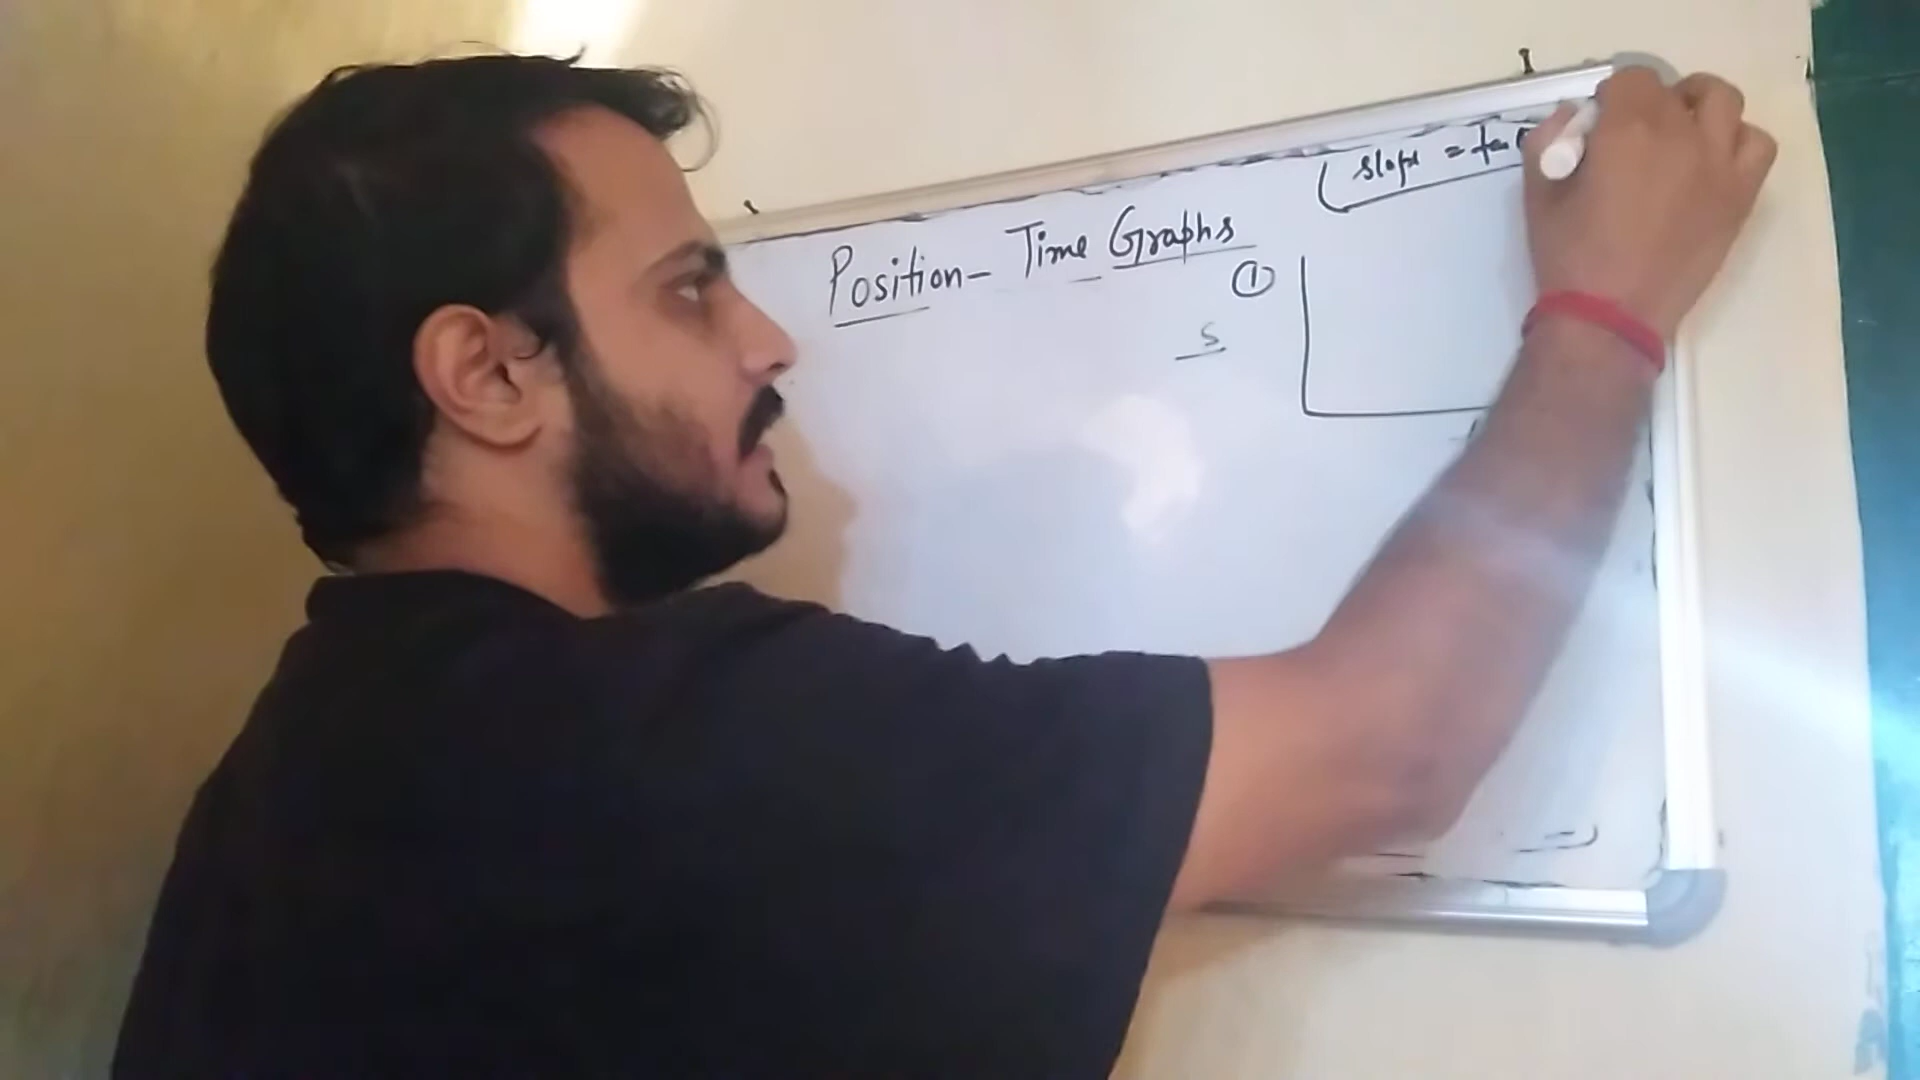 slope = tan
Position - Time Graphs
①
s